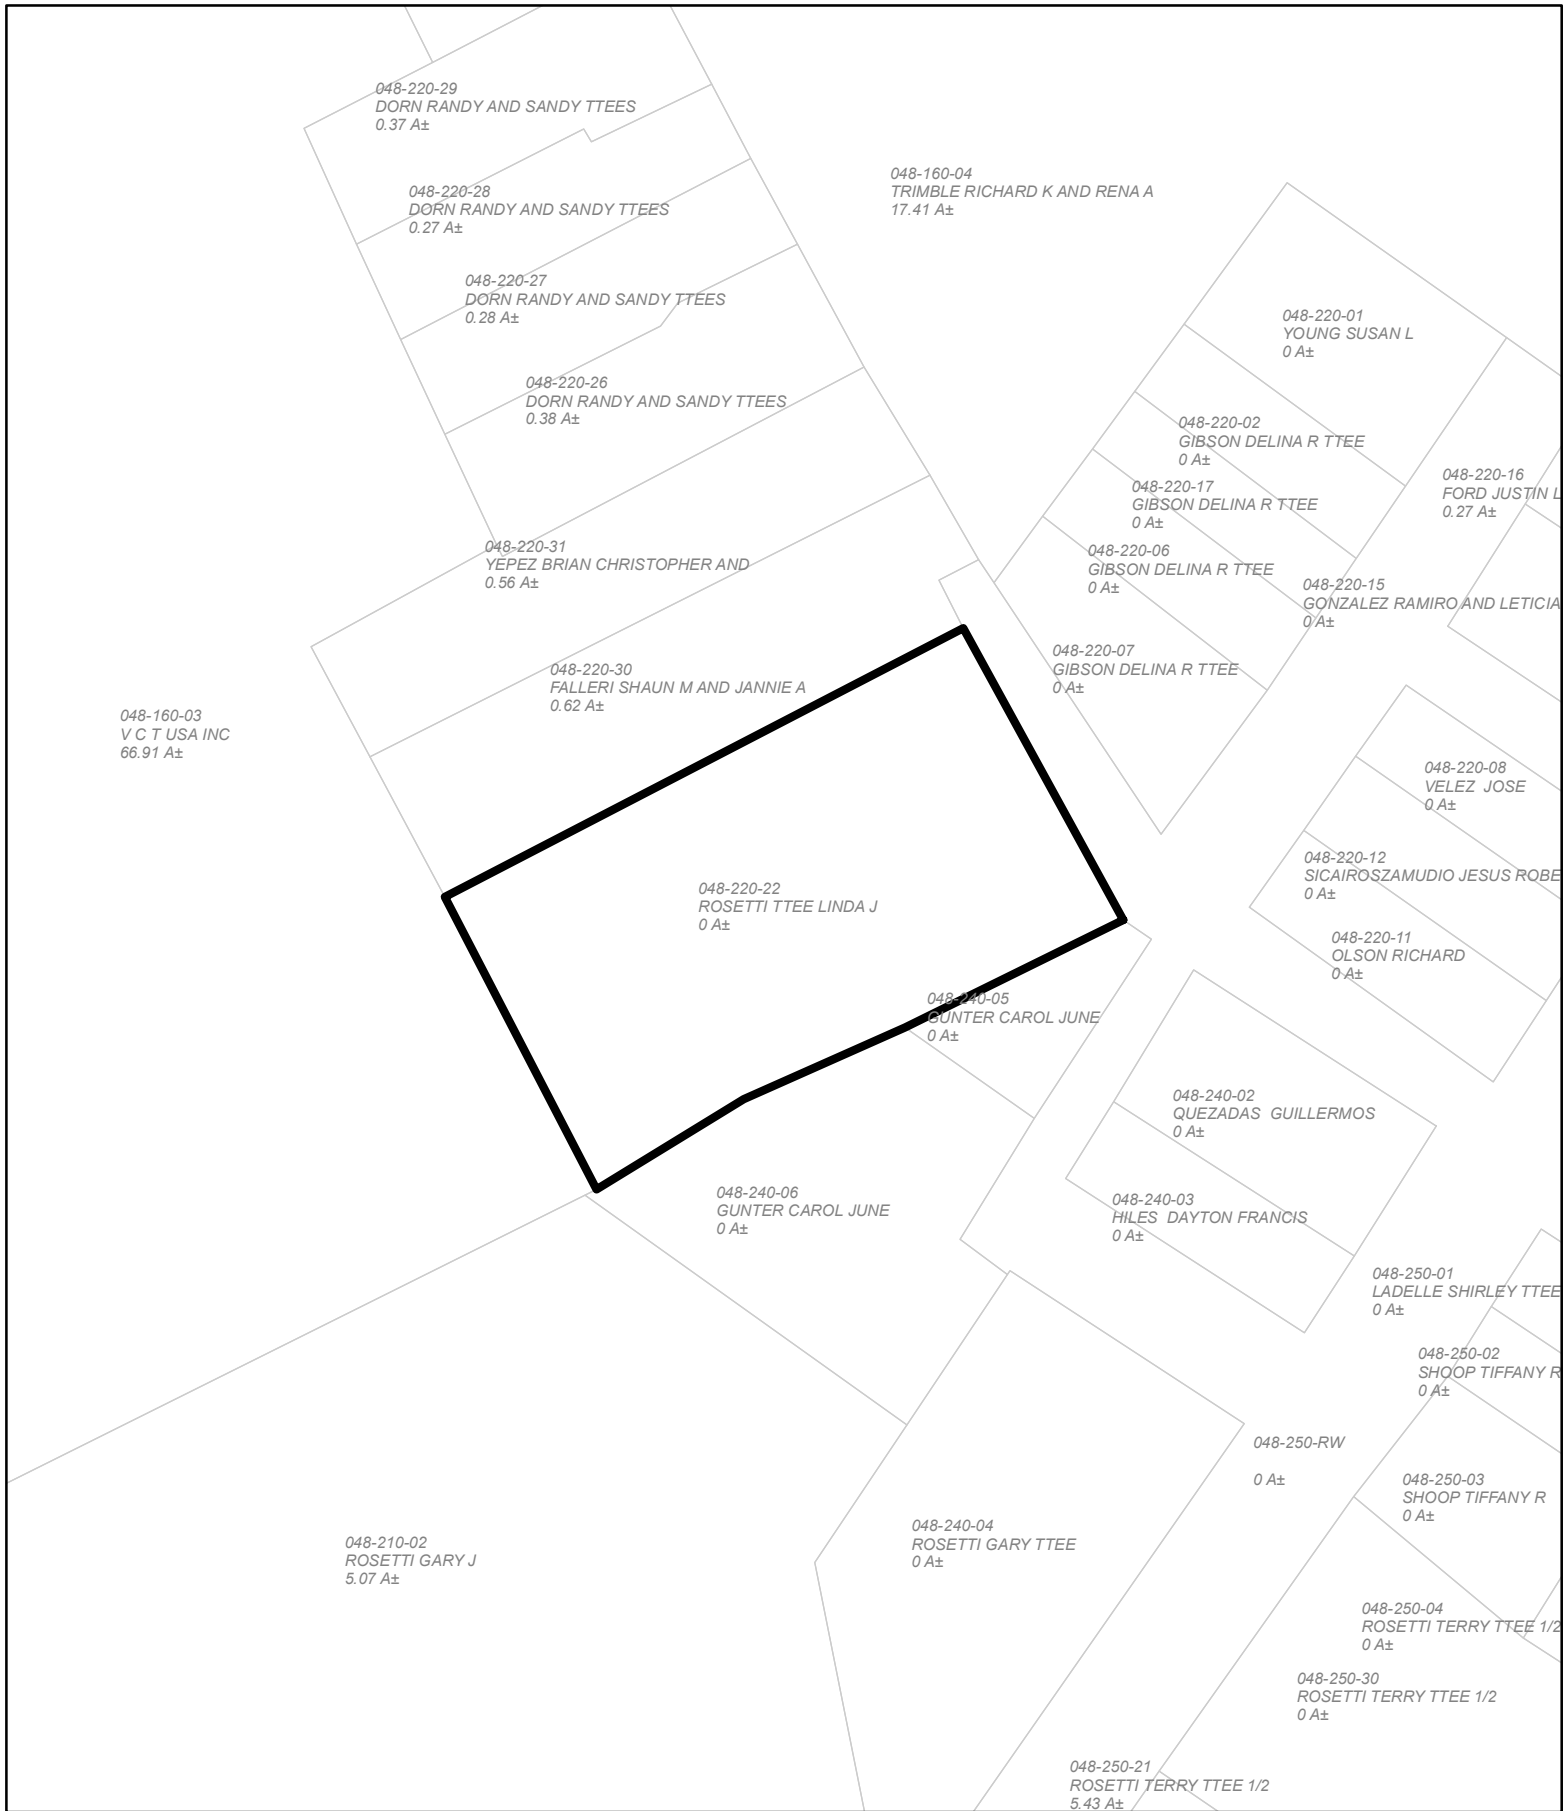 048-220-29
DORN RANDY AND SANDY TTEES
0.37 A±
048-220-28
DORN RANDY AND SANDY TTEES
0.27 A±
048-160-04
TRIMBLE RICHARD K AND RENA A
17.41 A±
048-220-27
DORN RANDY AND SANDY TTEES
0.28 A±
048-220-01
YOUNG SUSAN L
0 A±
048-220-26
DORN RANDY AND SANDY TTEES
0.38 A±
048-220-02
GIBSON DELINA R TTEE
0 A±
048-220-16
FORD JUSTIN L
0.27 A±
048-220-17
GIBSON DELINA R TTEE
0 A±
048-220-31
YEPEZ BRIAN CHRISTOPHER AND
0.56 A±
048-220-06
GIBSON DELINA R TTEE
0 A±
048-220-15
GONZALEZ RAMIRO AND LETICIA
0 A±
048-220-07
GIBSON DELINA R TTEE
0 A±
048-220-30
FALLERI SHAUN M AND JANNIE A
0.62 A±
048-160-03
V C T USA INC
66.91 A±
048-220-08
VELEZ JOSE
0 A±
048-220-12
SICAIROSZAMUDIO JESUS ROBE
0 A±
048-220-22
ROSETTI TTEE LINDA J
0 A±
048-220-11
OLSON RICHARD
0 A±
048-240-05
GUNTER CAROL JUNE
0 A±
048-240-02
QUEZADAS GUILLERMOS
0 A±
048-240-06
GUNTER CAROL JUNE
0 A±
048-240-03
HILES DAYTON FRANCIS
0 A±
048-250-01
LADELLE SHIRLEY TTEE
0 A±
048-250-02
SHOOP TIFFANY R
0 A±
048-250-RW
0 A±
048-250-03
SHOOP TIFFANY R
0 A±
048-240-04
ROSETTI GARY TTEE
0 A±
048-210-02
ROSETTI GARY J
5.07 A±
048-250-04
ROSETTI TERRY TTEE 1/2
0 A±
048-250-30
ROSETTI TERRY TTEE 1/2
0 A±
048-250-21
ROSETTI TERRY TTEE 1/2
5.43 A±